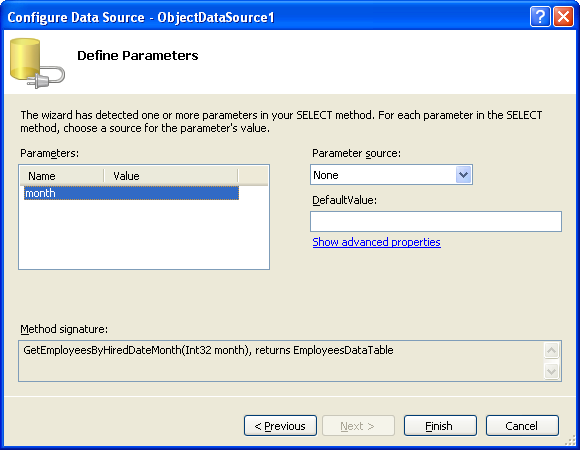 Configure Data Source - ObjectDataSource1
Define Parameters
The wizard has detected one or more parameters in your SELECT method. For each parameter in the SELECT
method, choose a source for the parameter's value.
Parameters:
Name Value
month
Parameter source:
None
DefaultValue:
Show advanced properties
Method signature:
GetEmployeesByHiredDateMonth(Int32 month), returns EmployeesDataTable
< Previous Next > Finish Cancel